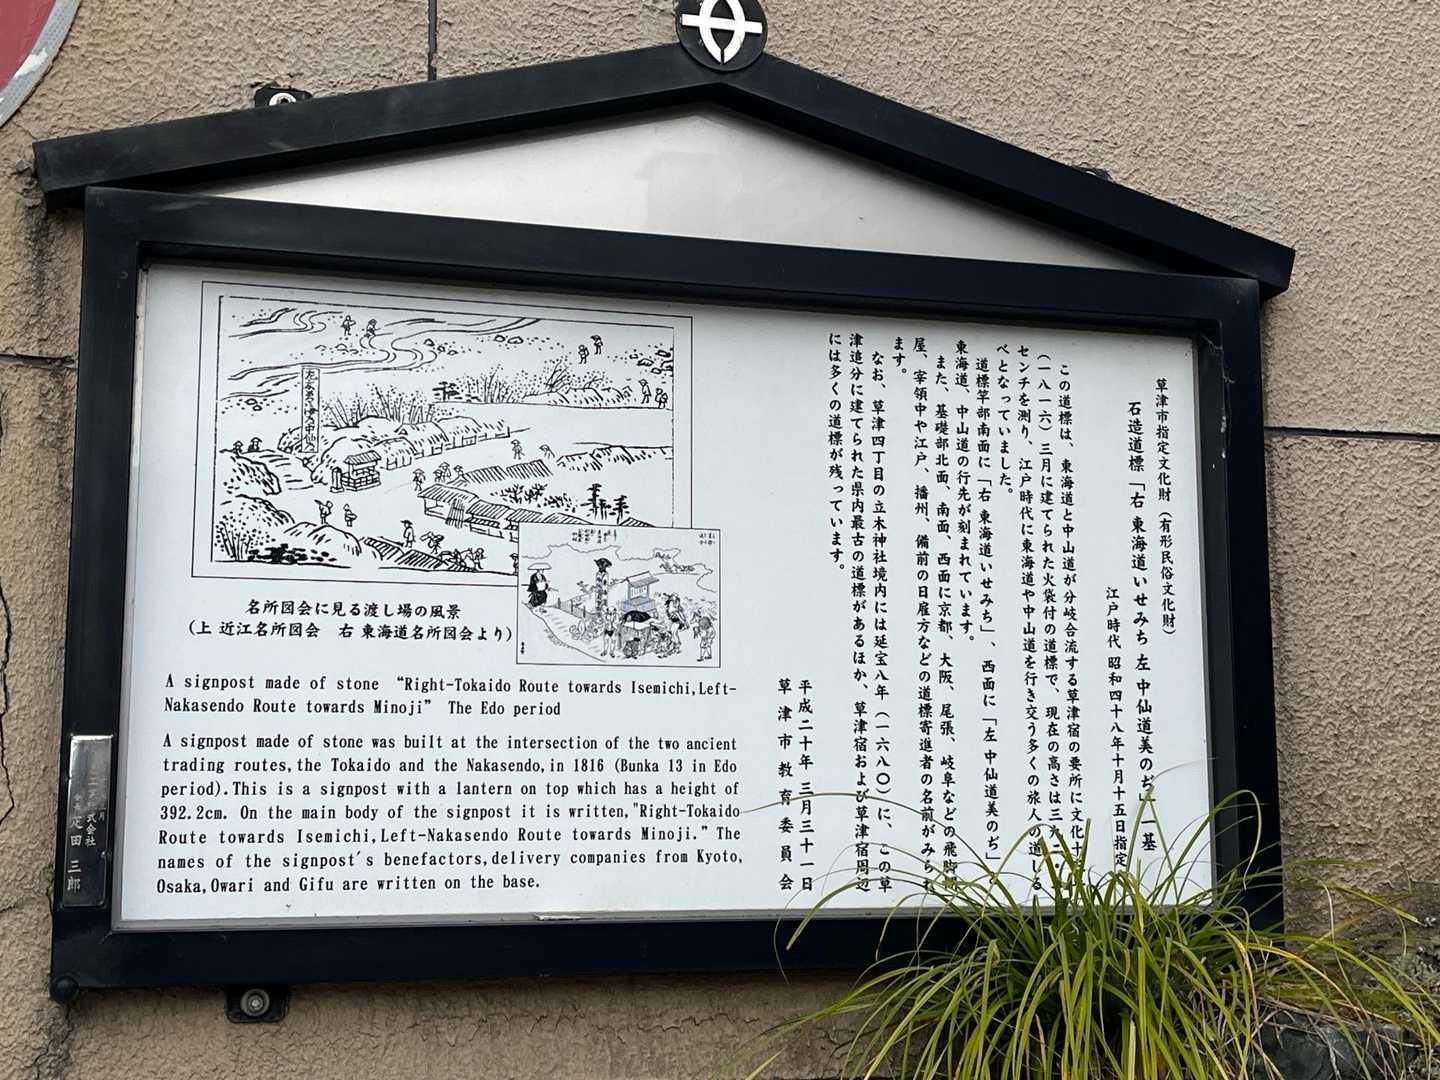 草津市指定文化財（有形民俗文化財）
石造道標「右 東海道いせみち 左 中仙道美のぢ」一基
江戸時代 昭和四十八年十月十五日指定
この道標は、東海道と中山道が分岐合流する草津宿の要所に文化十
（一八一六）三月に建てられた火袋付の道標で、現在の高さは三九二・
センチを測り、江戸時代に東海道や中山道を行き交う多くの旅人の道しる
べとなっていました。
道標竿部南面に「右 東海道いせみち」、西面に「左 中仙道美のぢ」と
東海道、中山道の行先が刻まれています。
また、基礎部北面、南面、西面に京都、大阪、尾張、岐阜などの飛脚問
屋、宰領中や江戸、播州、備前の日雇方などの道標寄進者の名前がみられ
ます。
なお、草津四丁目の立木神社境内には延宝八年（一六八〇）に、この草
津追分に建てられた県内最古の道標があるほか、草津宿および草津宿周辺
には多くの道標が残っています。
平成二十年 三月三十一日
草津市教育委員会
名所図会に見る渡し場の風景
（上 近江名所図会 右 東海道名所図会より）
A signpost made of stone “Right-Tokaido Route towards Isemichi,Left-
Nakasendo Route towards Minoji” The Edo period
A signpost made of stone was built at the intersection of the two ancient
trading routes,the Tokaido and the Nakasendo,in 1816 (Bunka 13 in Edo
period).This is a signpost with a lantern on top which has a height of
392.2cm. On the main body of the signpost it is written,"Right-Tokaido
Route towards Isemichi,Left-Nakasendo Route towards Minoji.” The
names of the signpost´s benefactors,delivery companies from Kyoto,
Osaka,Owari and Gifu are written on the base.
式会社
疋田 三郎